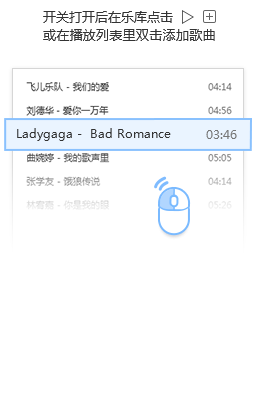 开关打开后在乐库点击
或在播放列表里双击添加歌曲
飞儿乐队 - 我们的爱 04:14
刘德华 - 爱你一万年 04:56
Ladygaga - Bad Romance 03:46
曲婉婷 - 我的歌声里 05:05
张学友 - 饿狼传说 04:14
林宥嘉 - 你是我的眼 05:26